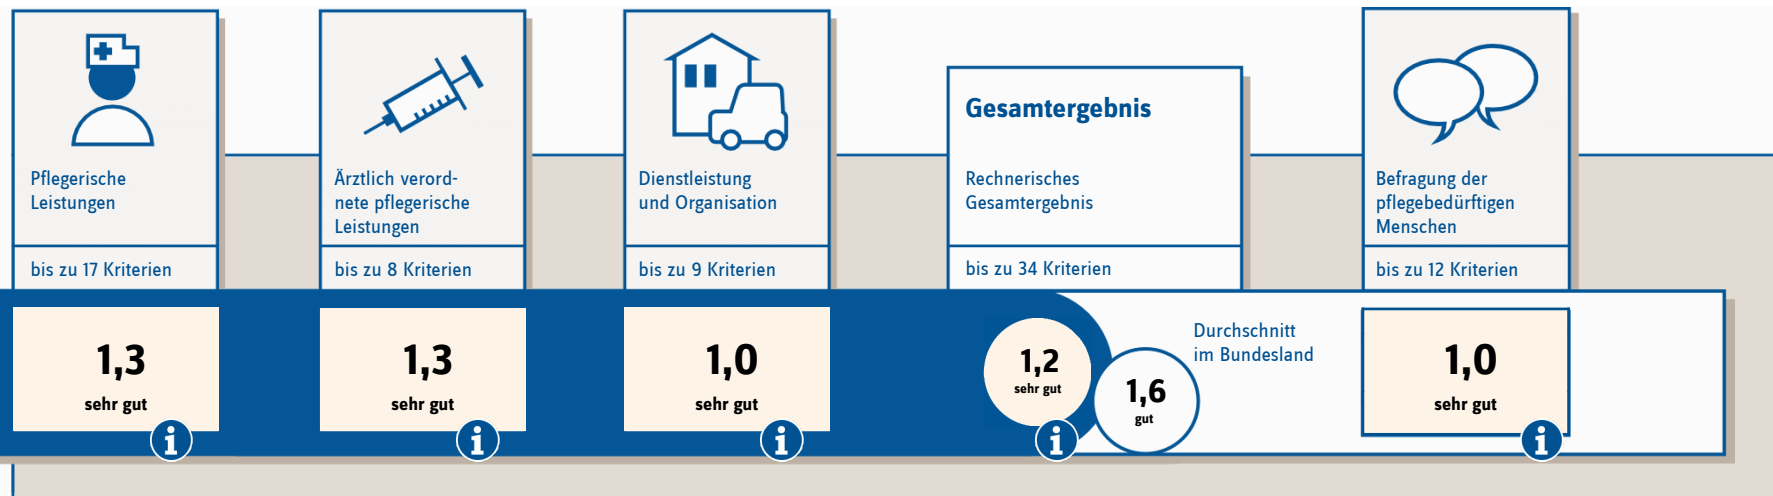 Pflegerische
Leistungen
bis zu 17 Kriterien
1,3
sehr gut
i
Ärztlich verord-
nete pflegerische
Leistungen
bis zu 8 Kriterien
1,3
sehr gut
i
Dienstleistung
und Organisation
bis zu 9 Kriterien
1,0
sehr gut
i
Gesamtergebnis
Rechnerisches
Gesamtergebnis
bis zu 34 Kriterien
1,2
sehr gut
i
1,6
gut
Durchschnitt
im Bundesland
Befragung der
pflegebedürftigen
Menschen
bis zu 12 Kriterien
1,0
sehr gut
i